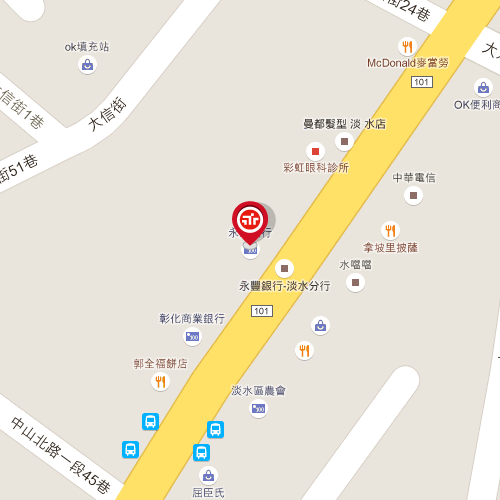 街24巷
大
ok填充站
McDonald麥當勞
101
大信街
信街1巷
OK便利商
曼都髮型 淡 水店
街51巷
彩虹眼科診所
中華電信
永 行
拿坡里披薩
水噹噹
永豐銀行-淡水分行
101
彰化商業銀行
郭全福餅店
淡水區農會
中山北路一段45巷
屈臣氏